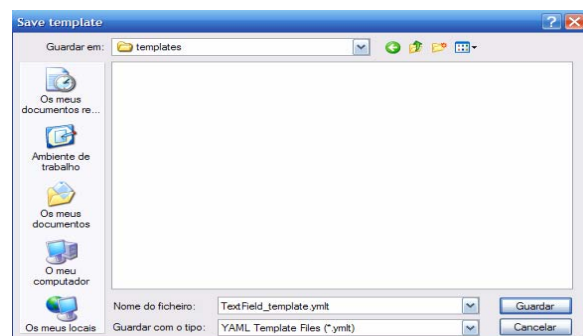 Save template
Guardar em:
templates
Os meus
documentos re...
Ambiente de
trabalho
Os meus
documentos
O meu
computador
Os meus locais
Nome do ficheiro:
TextField_template.ymlt
Guardar
Guardar com o tipo:
YAML Template Files (*.ymlt)
Cancelar